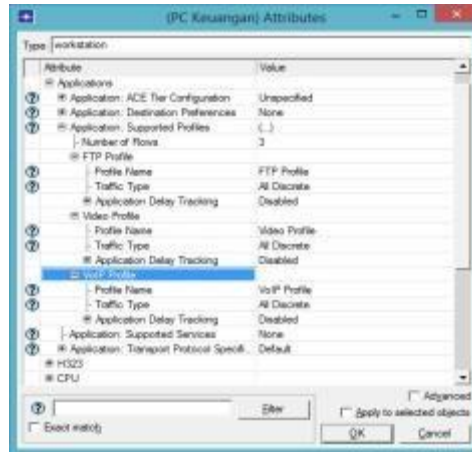 (PC Keuangan) Attributes
Type: workstation
Attribute Value
Applications
Application: ACE Tier Configuration Unspecified
Application: Destination Preferences None
Application: Supported Profiles (...)
Number of Rows 3
FTP Profile
Profile Name FTP Profile
Traffic Type All Discrete
Application Delay Tracking Disabled
Video Profile
Profile Name Video Profile
Traffic Type All Discrete
Application Delay Tracking Disabled
VoIP Profile
Profile Name VoIP Profile
Traffic Type All Discrete
Application Delay Tracking Disabled
Application: Supported Services None
Application: Transport Protocol Specifi.. Default
H323
CPU
Advanced
Filter Apply to selected objects
Exact match
OK Cancel